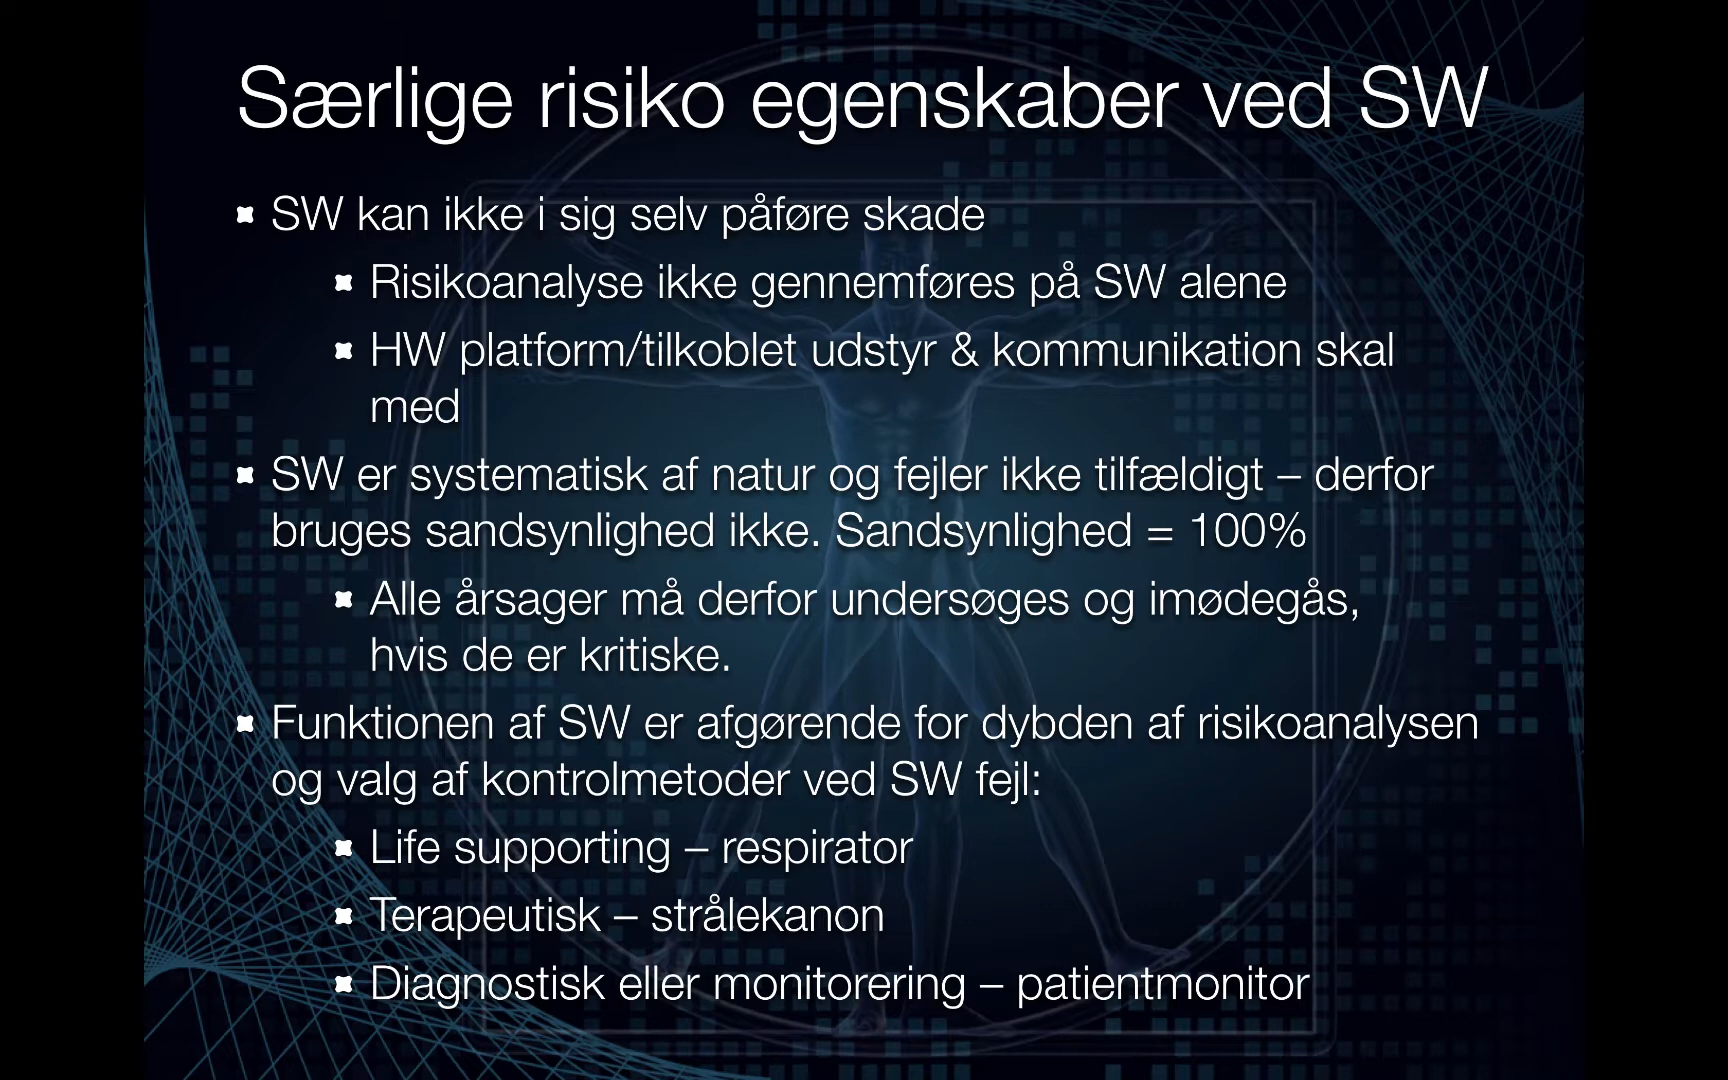 Særlige risiko egenskaber ved SW
SW kan ikke i sig selv påføre skade
Risikoanalyse ikke gennemføres på SW alene
HW platform/tilkoblet udstyr & kommunikation skal
med
SW er systematisk af natur og fejler ikke tilfældigt – derfor
bruges sandsynlighed ikke. Sandsynlighed = 100%
Alle årsager må derfor undersøges og imødegås,
hvis de er kritiske.
Funktionen af SW er afgørende for dybden af risikoanalysen
og valg af kontrolmetoder ved SW fejl:
Life supporting – respirator
Terapeutisk – strålekanon
Diagnostisk eller monitorering – patientmonitor